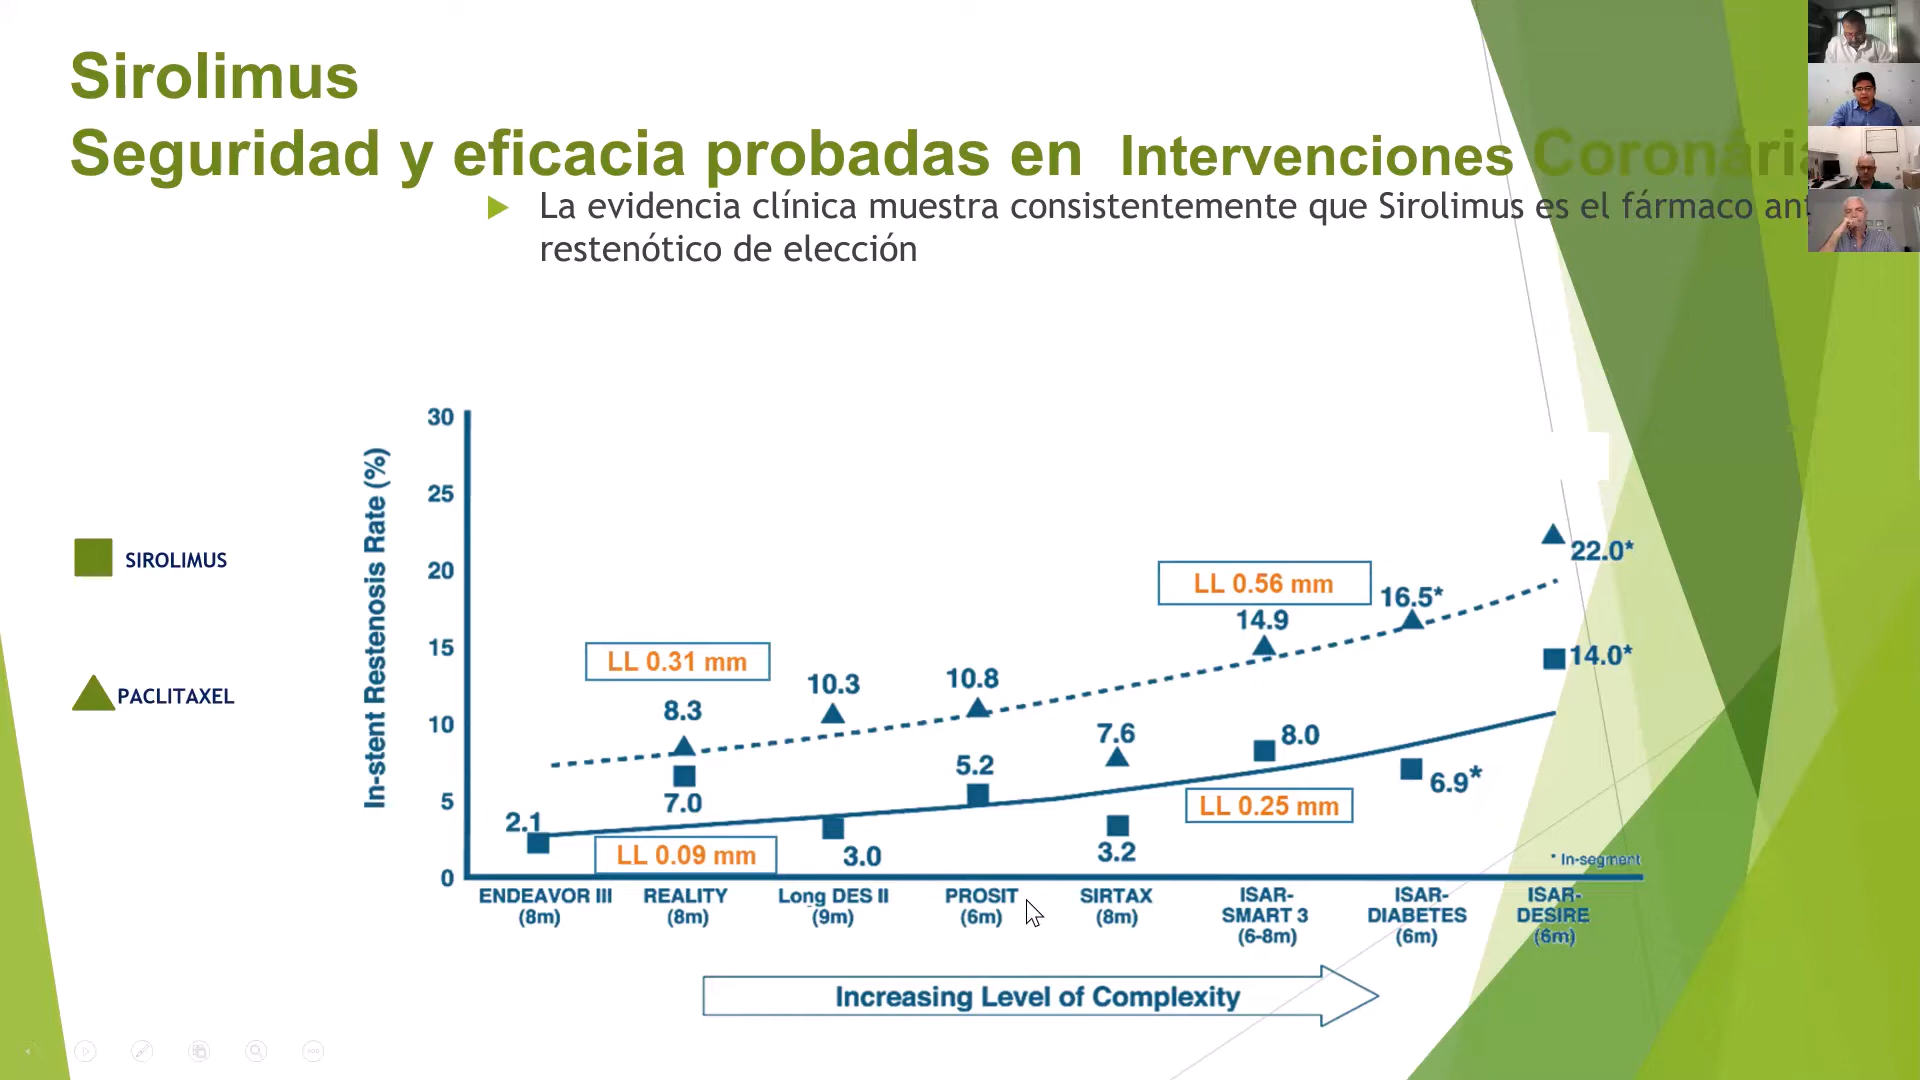 Sirolimus
Seguridad y eficacia probadas en Intervenciones Coronária
La evidencia clínica muestra consistentemente que Sirolimus es el fármaco
restenótico de elección
SIROLIMUS
PACLITAXEL
In-stent Restenosis Rate (%)
30
25
20
15
10
5
0
LL 0.31 mm
LL 0.56 mm
LL 0.09 mm
LL 0.25 mm
2.1
8.3
7.0
10.3
3.0
10.8
5.2
7.6
3.2
14.9
8.0
16.5*
6.9*
22.0*
14.0*
* In-segment
ENDEAVOR III
(8m)
REALITY
(8m)
Long DES II
(9m)
PROSIT
(6m)
SIRTAX
(8m)
ISAR-
SMART 3
(6-8m)
ISAR-
DIABETES
(6m)
ISAR-
DESIRE
(6m)
Increasing Level of Complexity